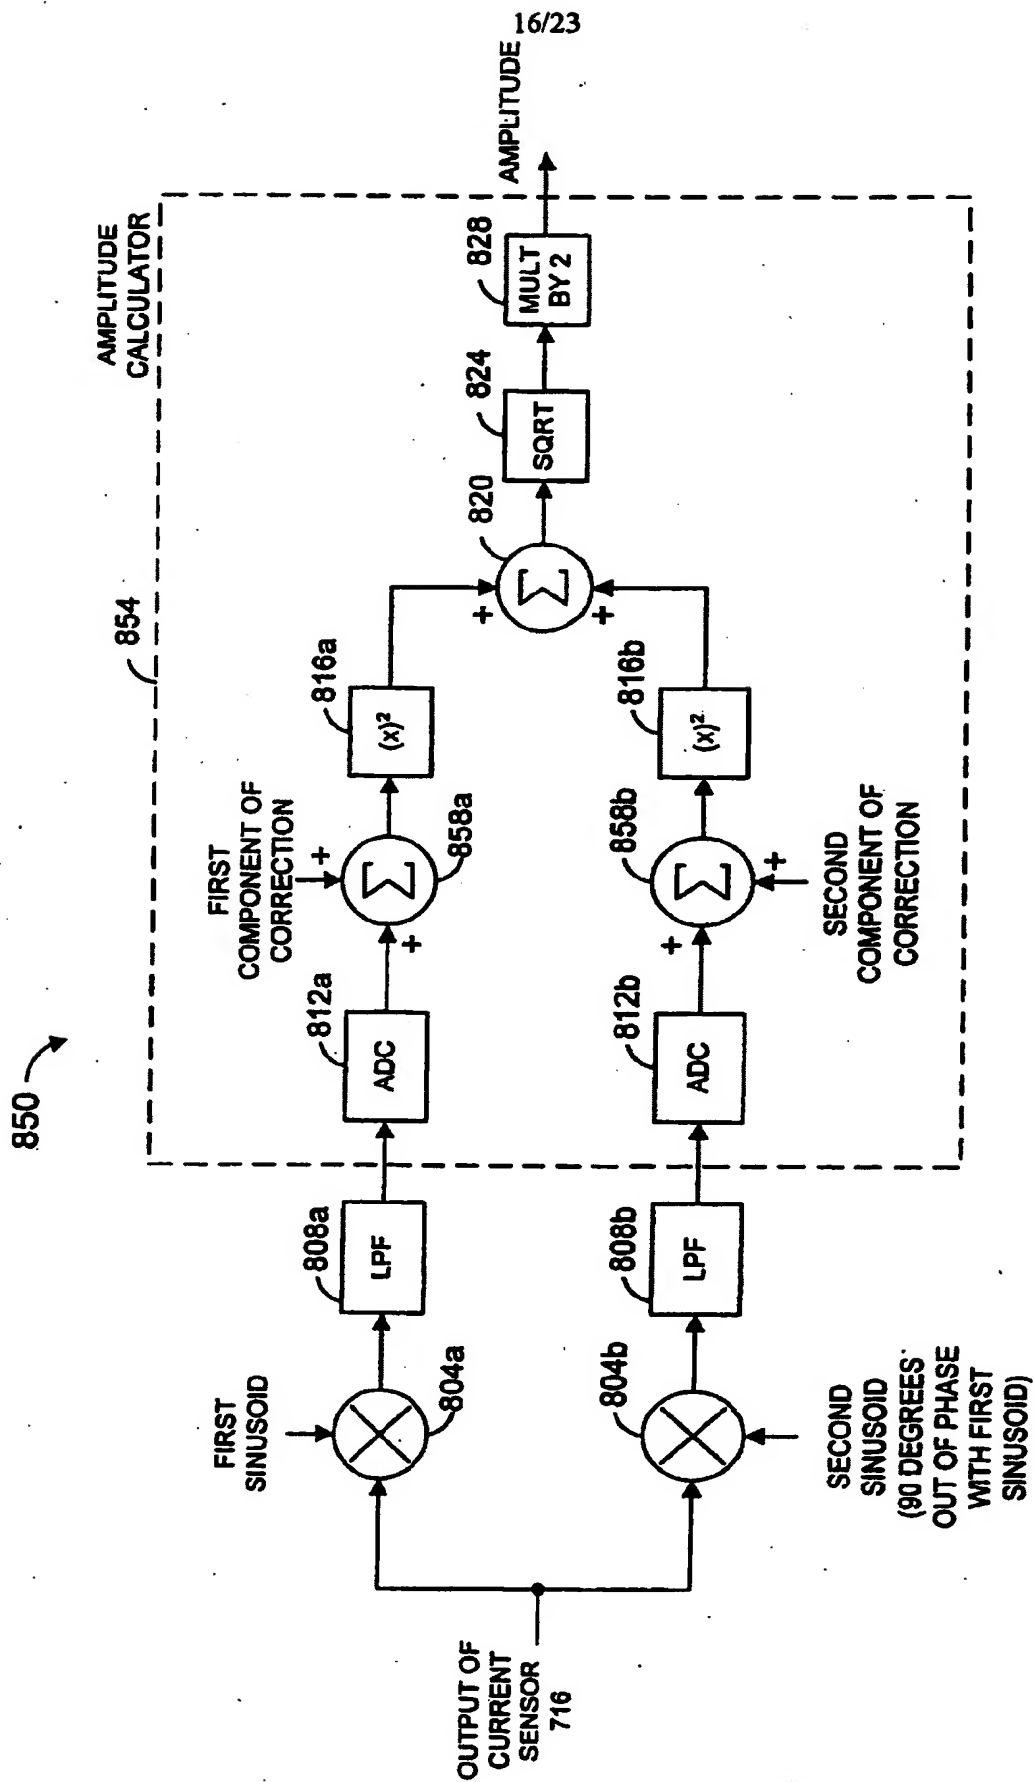 16/23
850
AMPLITUDE
CALCULATOR
854
OUTPUT OF
CURRENT
SENSOR
716
FIRST
SINUSOID
804a
808a
LPF
812a
ADC
FIRST
COMPONENT OF
CORRECTION
+
+
Σ
858a
816a
(x)²
SECOND
SINUSOID
(90 DEGREES
OUT OF PHASE
WITH FIRST
SINUSOID)
804b
808b
LPF
812b
ADC
SECOND
COMPONENT OF
CORRECTION
+
+
Σ
858b
816b
(x)²
+
+
Σ
820
824
SQRT
828
MULT
BY 2
AMPLITUDE